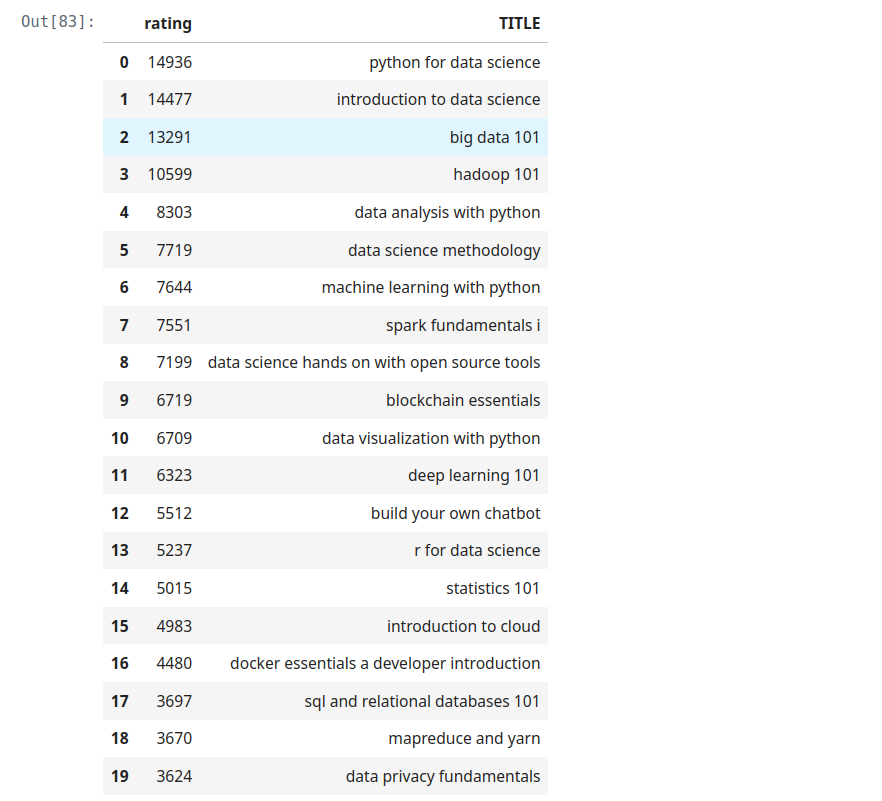 Out[83]: rating TITLE
0 14936 python for data science
1 14477 introduction to data science
2 13291 big data 101
3 10599 hadoop 101
4 8303 data analysis with python
5 7719 data science methodology
6 7644 machine learning with python
7 7551 spark fundamentals i
8 7199 data science hands on with open source tools
9 6719 blockchain essentials
10 6709 data visualization with python
11 6323 deep learning 101
12 5512 build your own chatbot
13 5237 r for data science
14 5015 statistics 101
15 4983 introduction to cloud
16 4480 docker essentials a developer introduction
17 3697 sql and relational databases 101
18 3670 mapreduce and yarn
19 3624 data privacy fundamentals